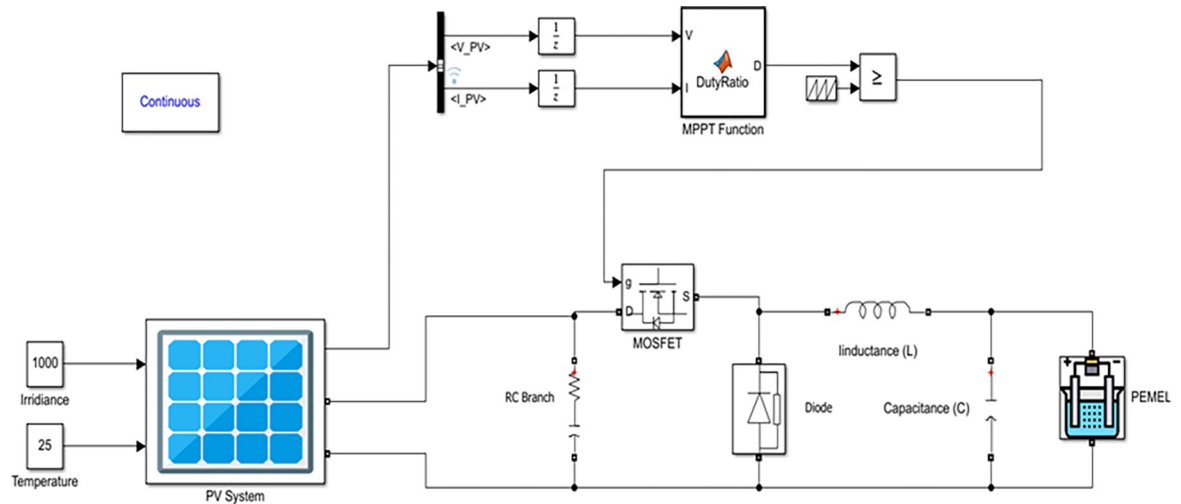 Continuous
<V_PV>
<I_PV>
1
z
1
z
V
I
D
DutyRatio
MPPT Function
≥
g
D
S
MOSFET
1000
Irridiance
25
Temperature
PV System
RC Branch
Diode
Iinductance (L)
Capacitance (C)
+
−
PEMEL